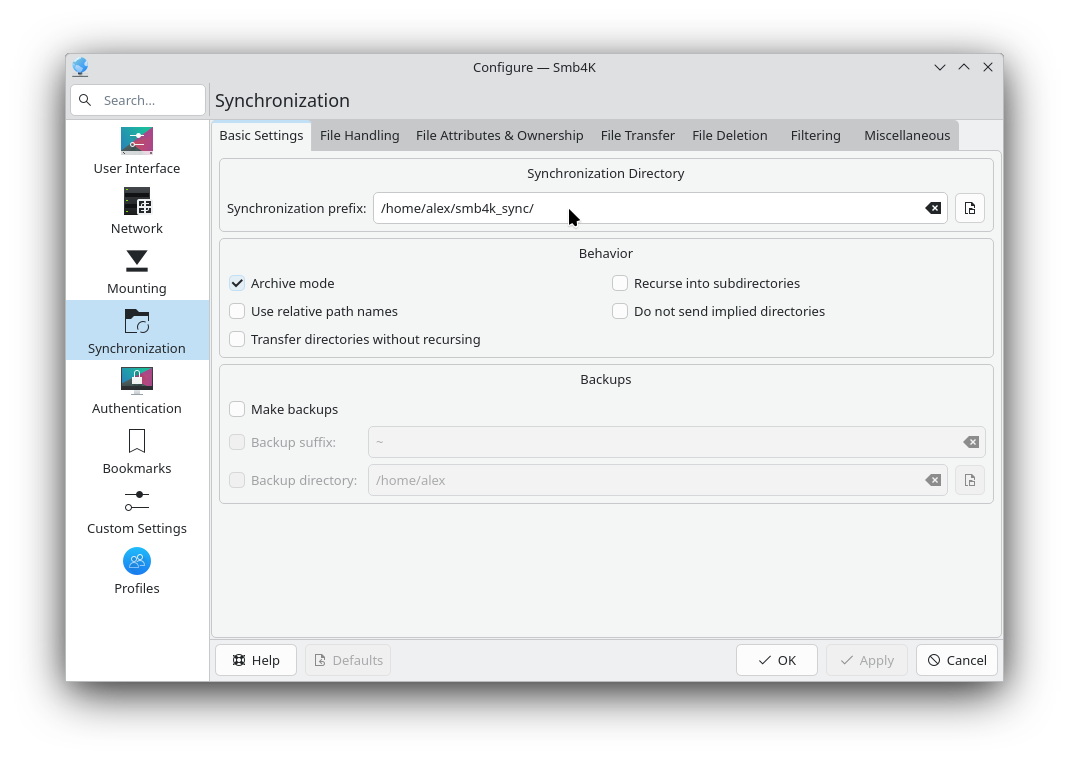 Configure — Smb4K
Search...
Synchronization
User Interface
Network
Mounting
Synchronization
Authentication
Bookmarks
Custom Settings
Profiles
Basic Settings File Handling File Attributes & Ownership File Transfer File Deletion Filtering Miscellaneous
Synchronization Directory
Synchronization prefix: /home/alex/smb4k_sync/
Behavior
Archive mode Recurse into subdirectories
Use relative path names Do not send implied directories
Transfer directories without recursing
Backups
Make backups
Backup suffix: ~
Backup directory: /home/alex
Help Defaults OK Apply Cancel